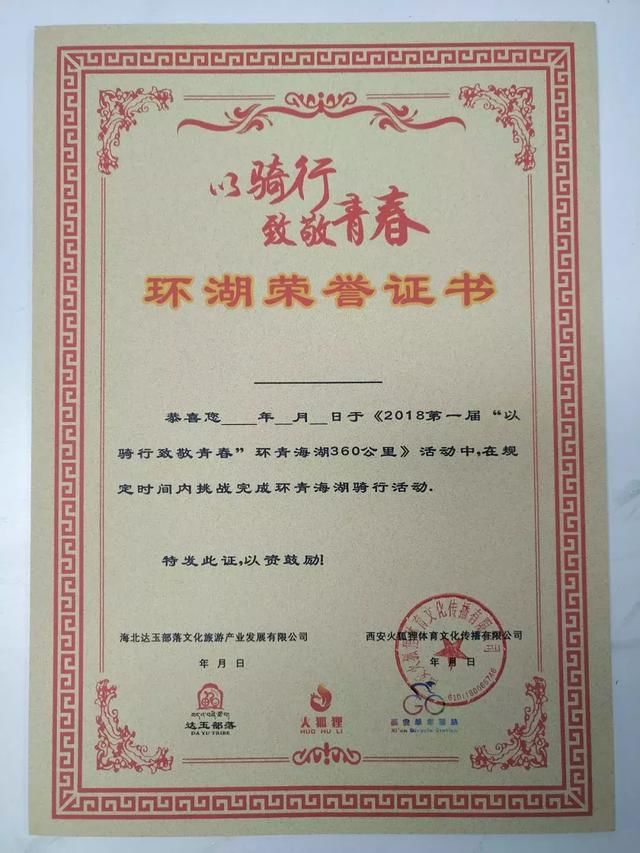 以骑行
致敬青春
环湖荣誉证书
恭喜您____年__月__日于《2018第一届“以
骑行致敬青春”环青海湖360公里》活动中,在规
定时间内挑战完成环青海湖骑行活动.
特发此证,以资鼓励!
海北达玉部落文化旅游产业发展有限公司
年 月 日
西安火狐狸体育文化传播有限公司
年 月 日
达玉部落
DA YU TRIBE
火狐狸
HUO HU LI
GO
Xi'an Bicycle Station